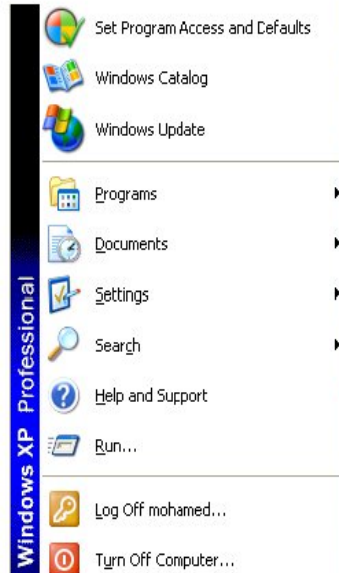 Set Program Access and Defaults
Windows Catalog
Windows Update
Programs
Documents
Settings
Search
Help and Support
Run...
Log Off mohamed...
Turn Off Computer...
Windows XP Professional